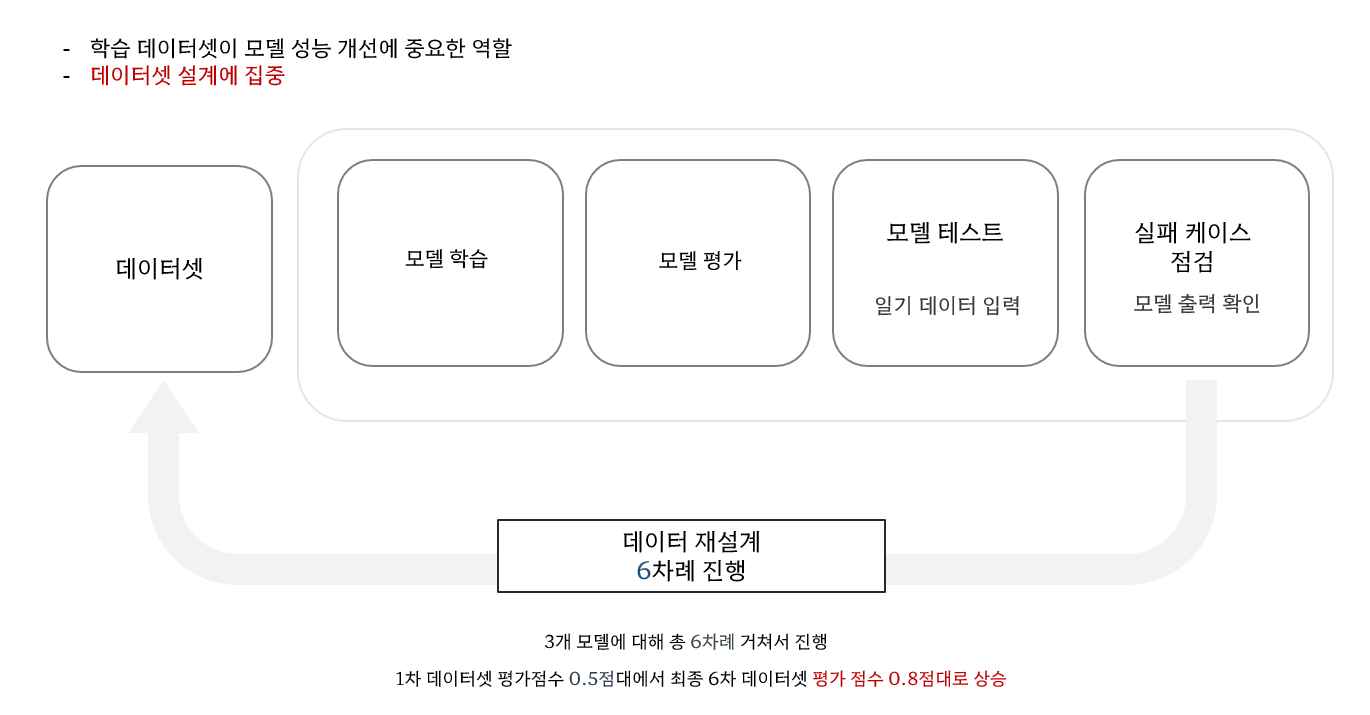 - 학습 데이터셋이 모델 성능 개선에 중요한 역할
- 데이터셋 설계에 집중
데이터셋
모델 학습
모델 평가
모델 테스트
일기 데이터 입력
실패 케이스
점검
모델 출력 확인
데이터 재설계
6차례 진행
3개 모델에 대해 총 6차례 거쳐서 진행
1차 데이터셋 평가점수 0.5점대에서 최종 6차 데이터셋 평가 점수 0.8점대로 상승